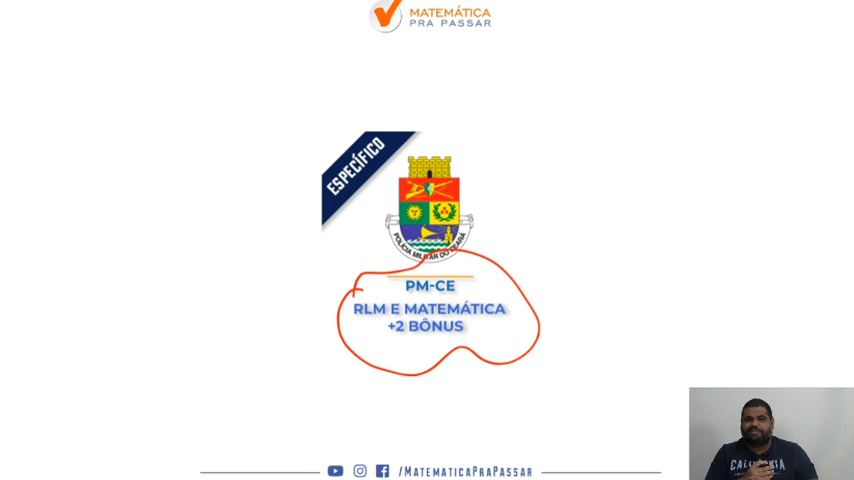 MATEMÁTICA
PRA PASSAR
ESPECÍFICO
POLÍCIA MILITAR DO CEARÁ
PM-CE
RLM E MATEMÁTICA
+2 BÔNUS
/MATEMATICAPRAPASSAR